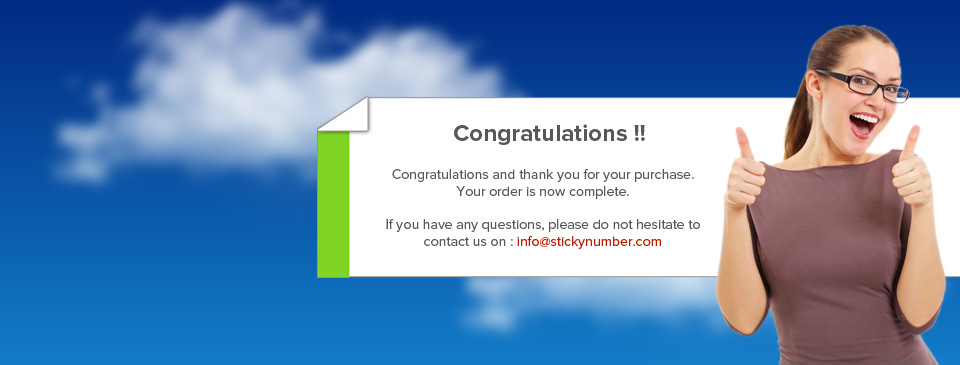 Congratulations !!
Congratulations and thank you for your purchase.
Your order is now complete.
If you have any questions, please do not hesitate to
contact us on : info@stickynumber.com